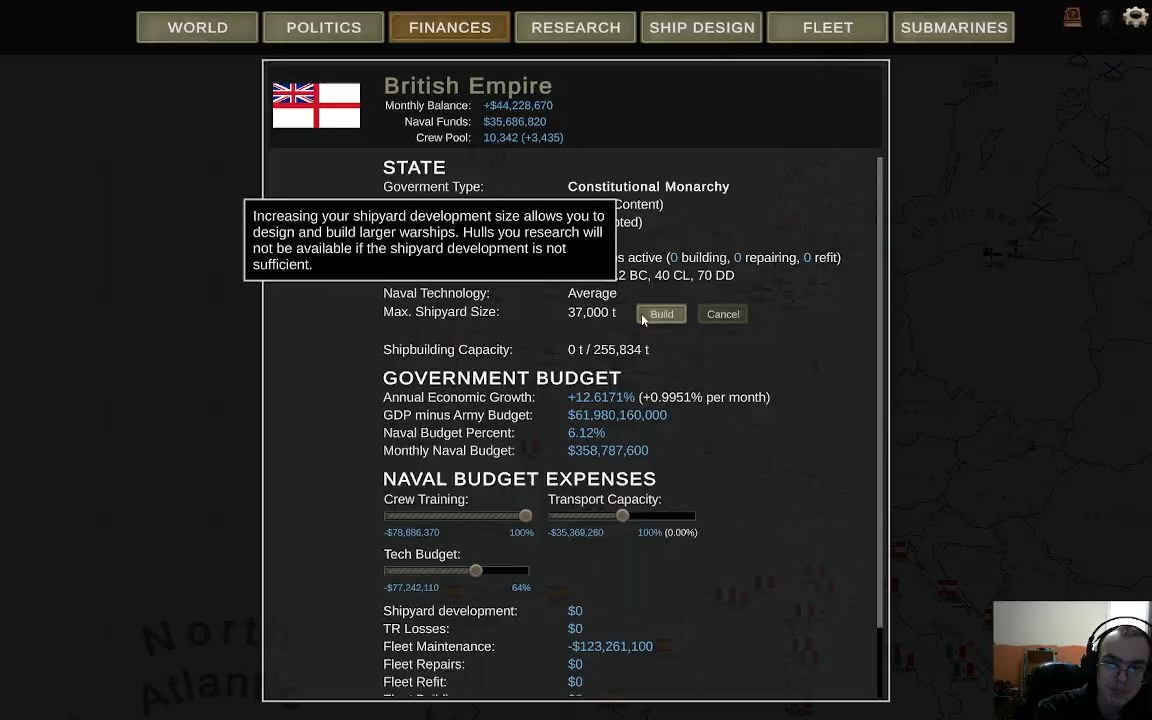 WORLD
POLITICS
FINANCES
RESEARCH
SHIP DESIGN
FLEET
SUBMARINES
British Empire
Monthly Balance: +$44,228,670
Naval Funds: $35,686,820
Crew Pool: 10,342 (+3,435)
STATE
Goverment Type: Constitutional Monarchy
Content)
Increasing your shipyard development size allows you to
design and build larger warships. Hulls you research will
not be available if the shipyard development is not
sufficient.
es active (0 building, 0 repairing, 0 refit)
2 BC, 40 CL, 70 DD
Naval Technology: Average
Max. Shipyard Size: 37,000 t Build Cancel
Shipbuilding Capacity: 0 t / 255,834 t
GOVERNMENT BUDGET
Annual Economic Growth: +12.6171% (+0.9951% per month)
GDP minus Army Budget: $61,980,160,000
Naval Budget Percent: 6.12%
Monthly Naval Budget: $358,787,600
NAVAL BUDGET EXPENSES
Crew Training: Transport Capacity:
-$78,686,370 100% -$35,369,260 100% (0.00%)
Tech Budget:
-$77,242,110 64%
Shipyard development: $0
TR Losses: $0
Fleet Maintenance: -$123,261,100
Fleet Repairs: $0
Fleet Refit: $0
North
Atlantic
Baltic Sea